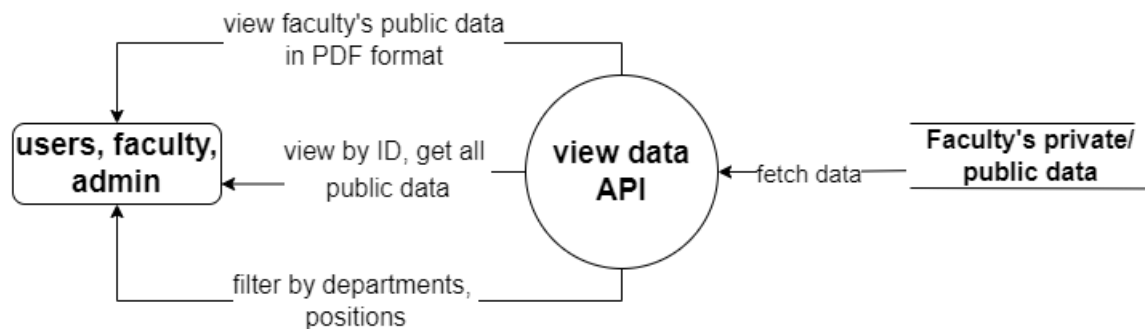 view faculty's public data
in PDF format
users, faculty,
admin
view by ID, get all
public data
view data
API
fetch data
Faculty's private/
public data
filter by departments,
positions